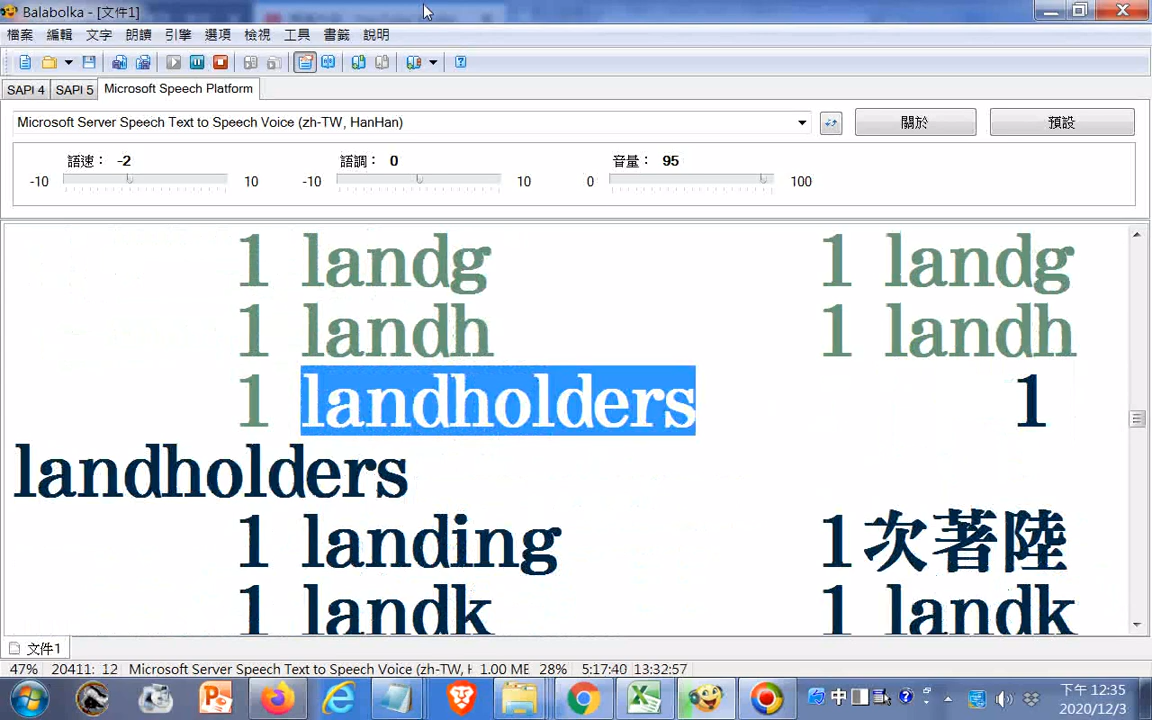 Balabolka - [文件1]
檔案 編輯 文字 朗讀 引擎 選項 檢視 工具 書籤 說明
SAPI 4 SAPI 5 Microsoft Speech Platform
Microsoft Server Speech Text to Speech Voice (zh-TW, HanHan) 關於 預設
語速： -2 語調： 0 音量： 95
-10 10 -10 10 0 100
1 landg 1 landg
1 landh 1 landh
1 landholders 1
landholders
1 landing 1次著陸
1 landk 1 landk
文件1
47% 20411: 12 Microsoft Server Speech Text to Speech Voice (zh-TW, H 1.00 ME 28% 5:17:40 13:32:57
中 下午 12:35
2020/12/3